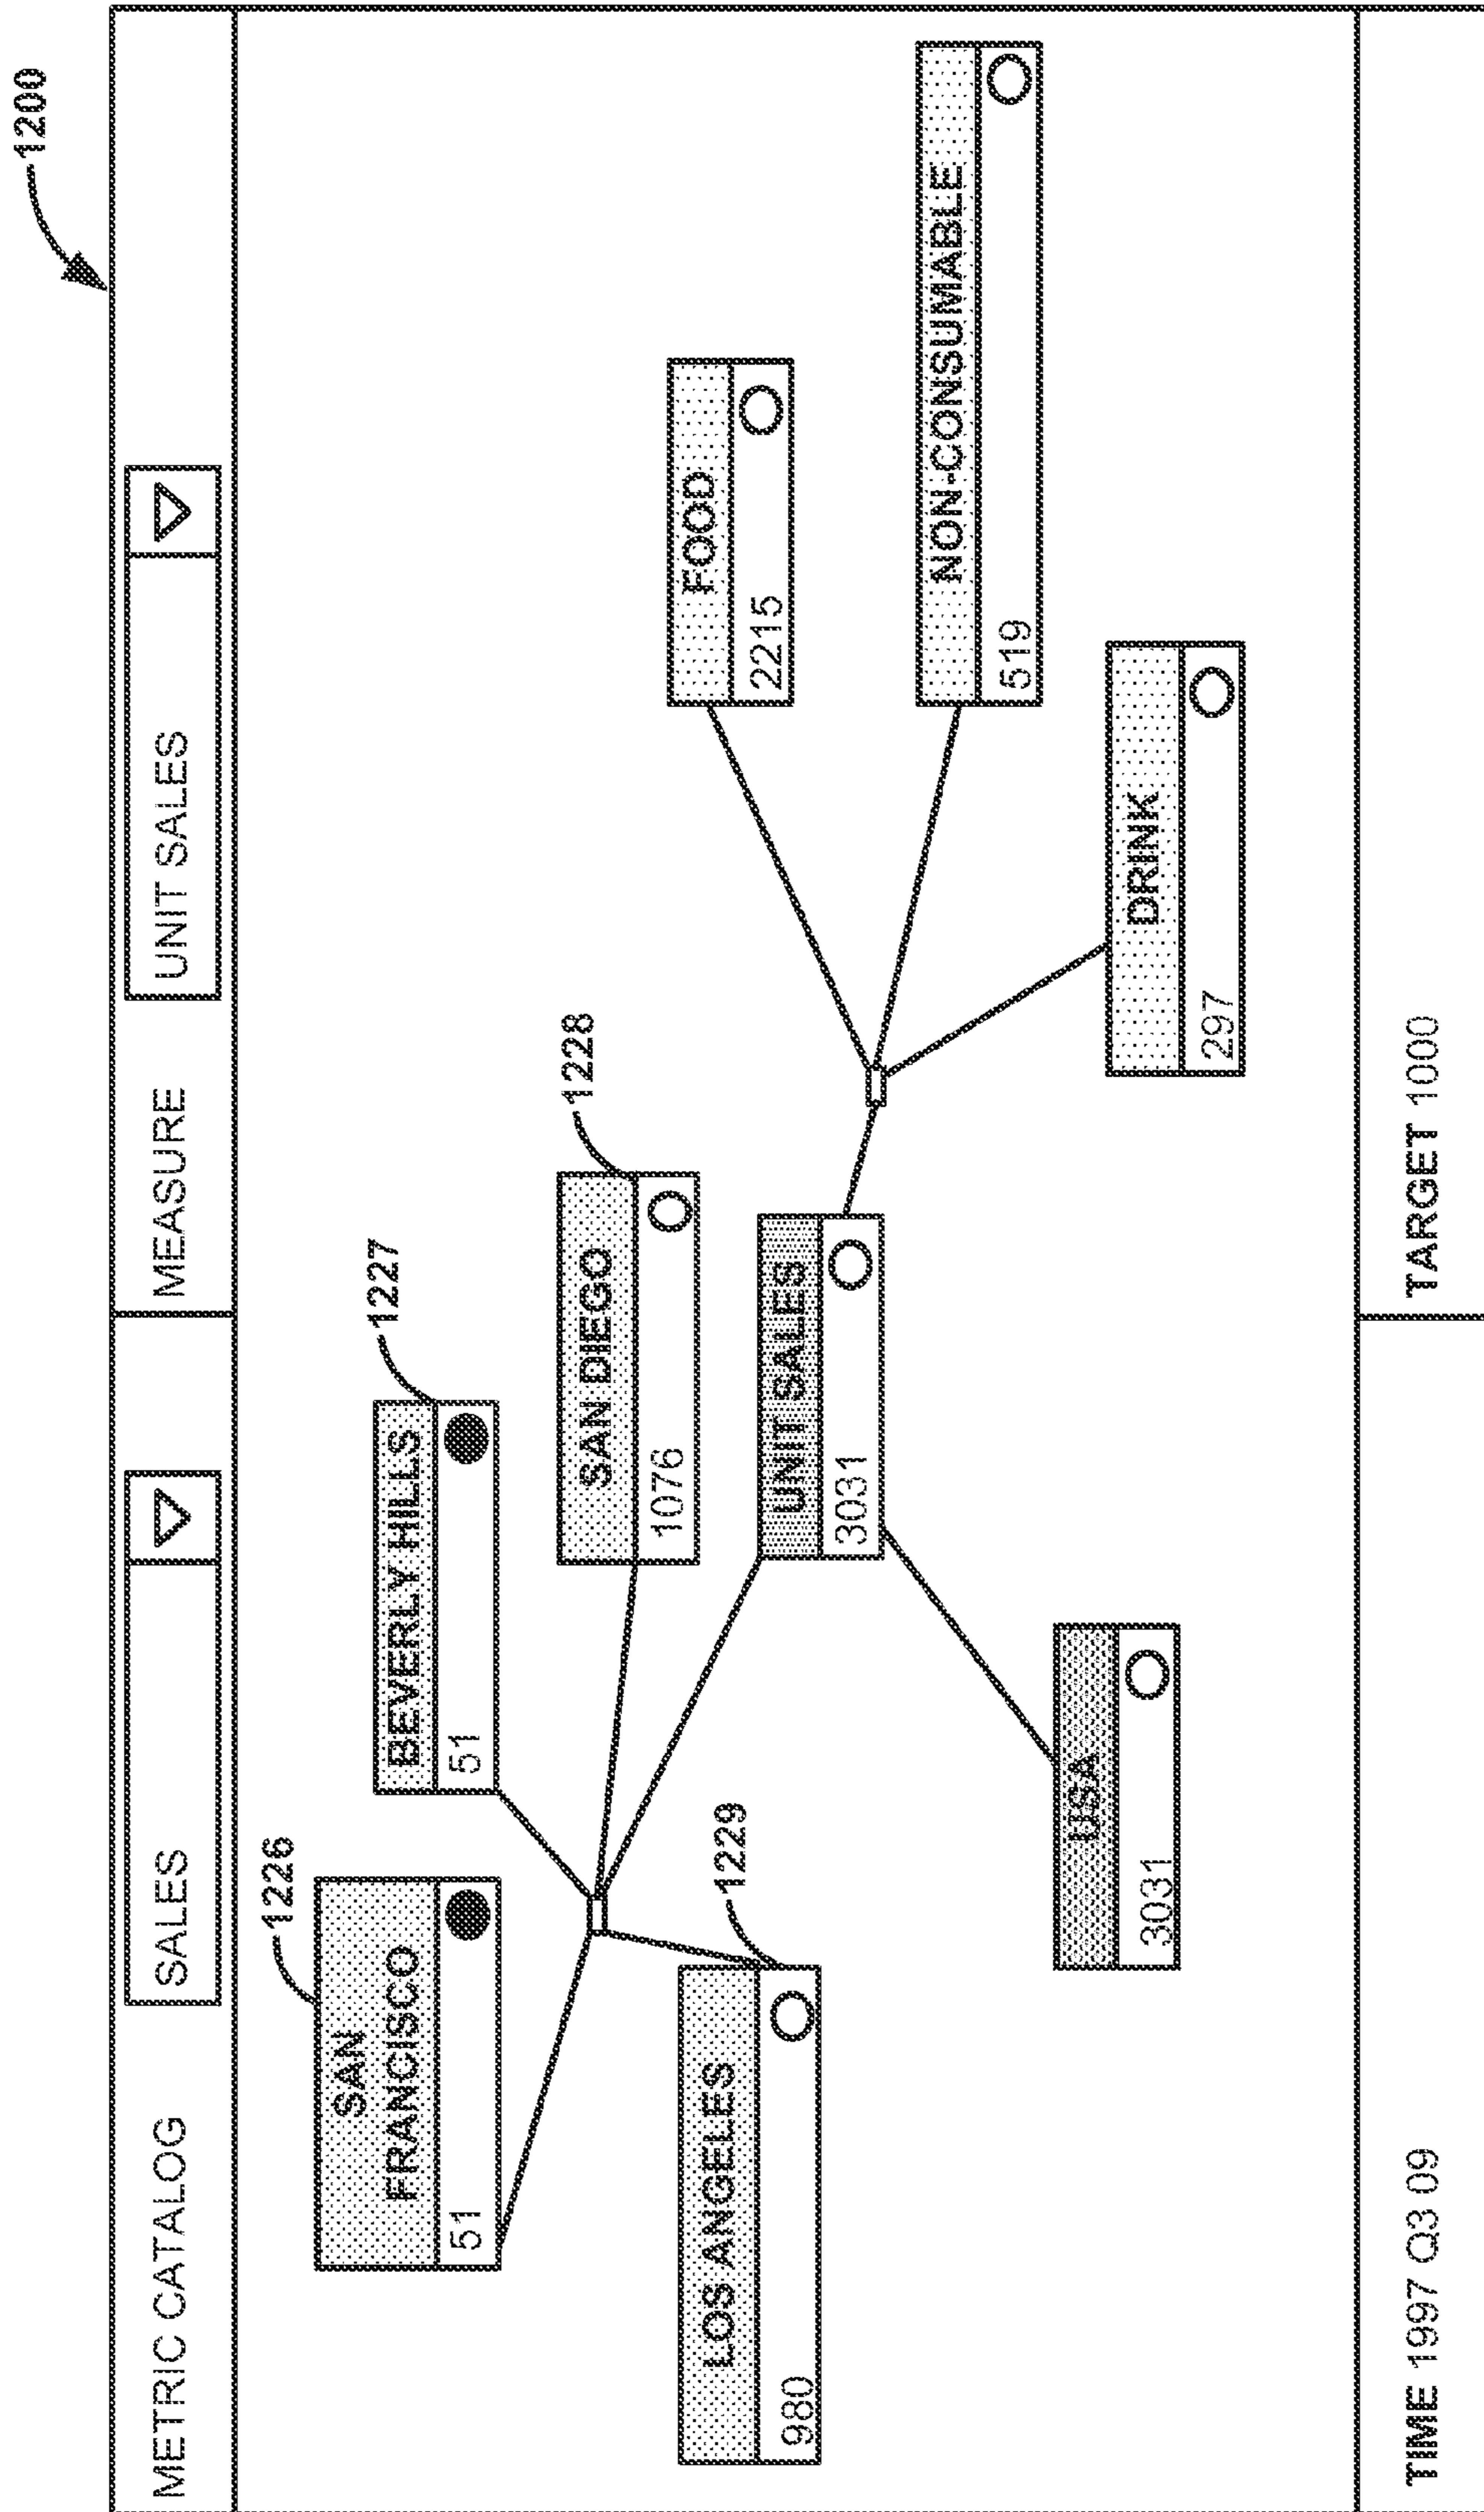 1200
METRIC CATALOG
SALES
MEASURE
UNIT SALES
1226
SAN
FRANCISCO
51
1227
BEVERLY HILLS
51
1228
SAN DIEGO
1076
1229
LOS ANGELES
980
UNIT SALES
3031
FOOD
2215
NON-CONSUMABLE
519
DRINK
297
USA
3031
TIME 1997 Q3 09
TARGET 1000